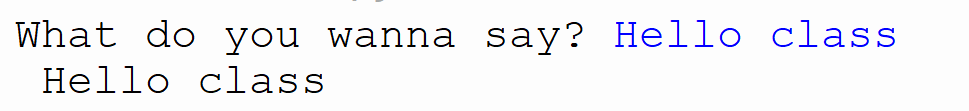 What do you wanna say? Hello class
Hello class